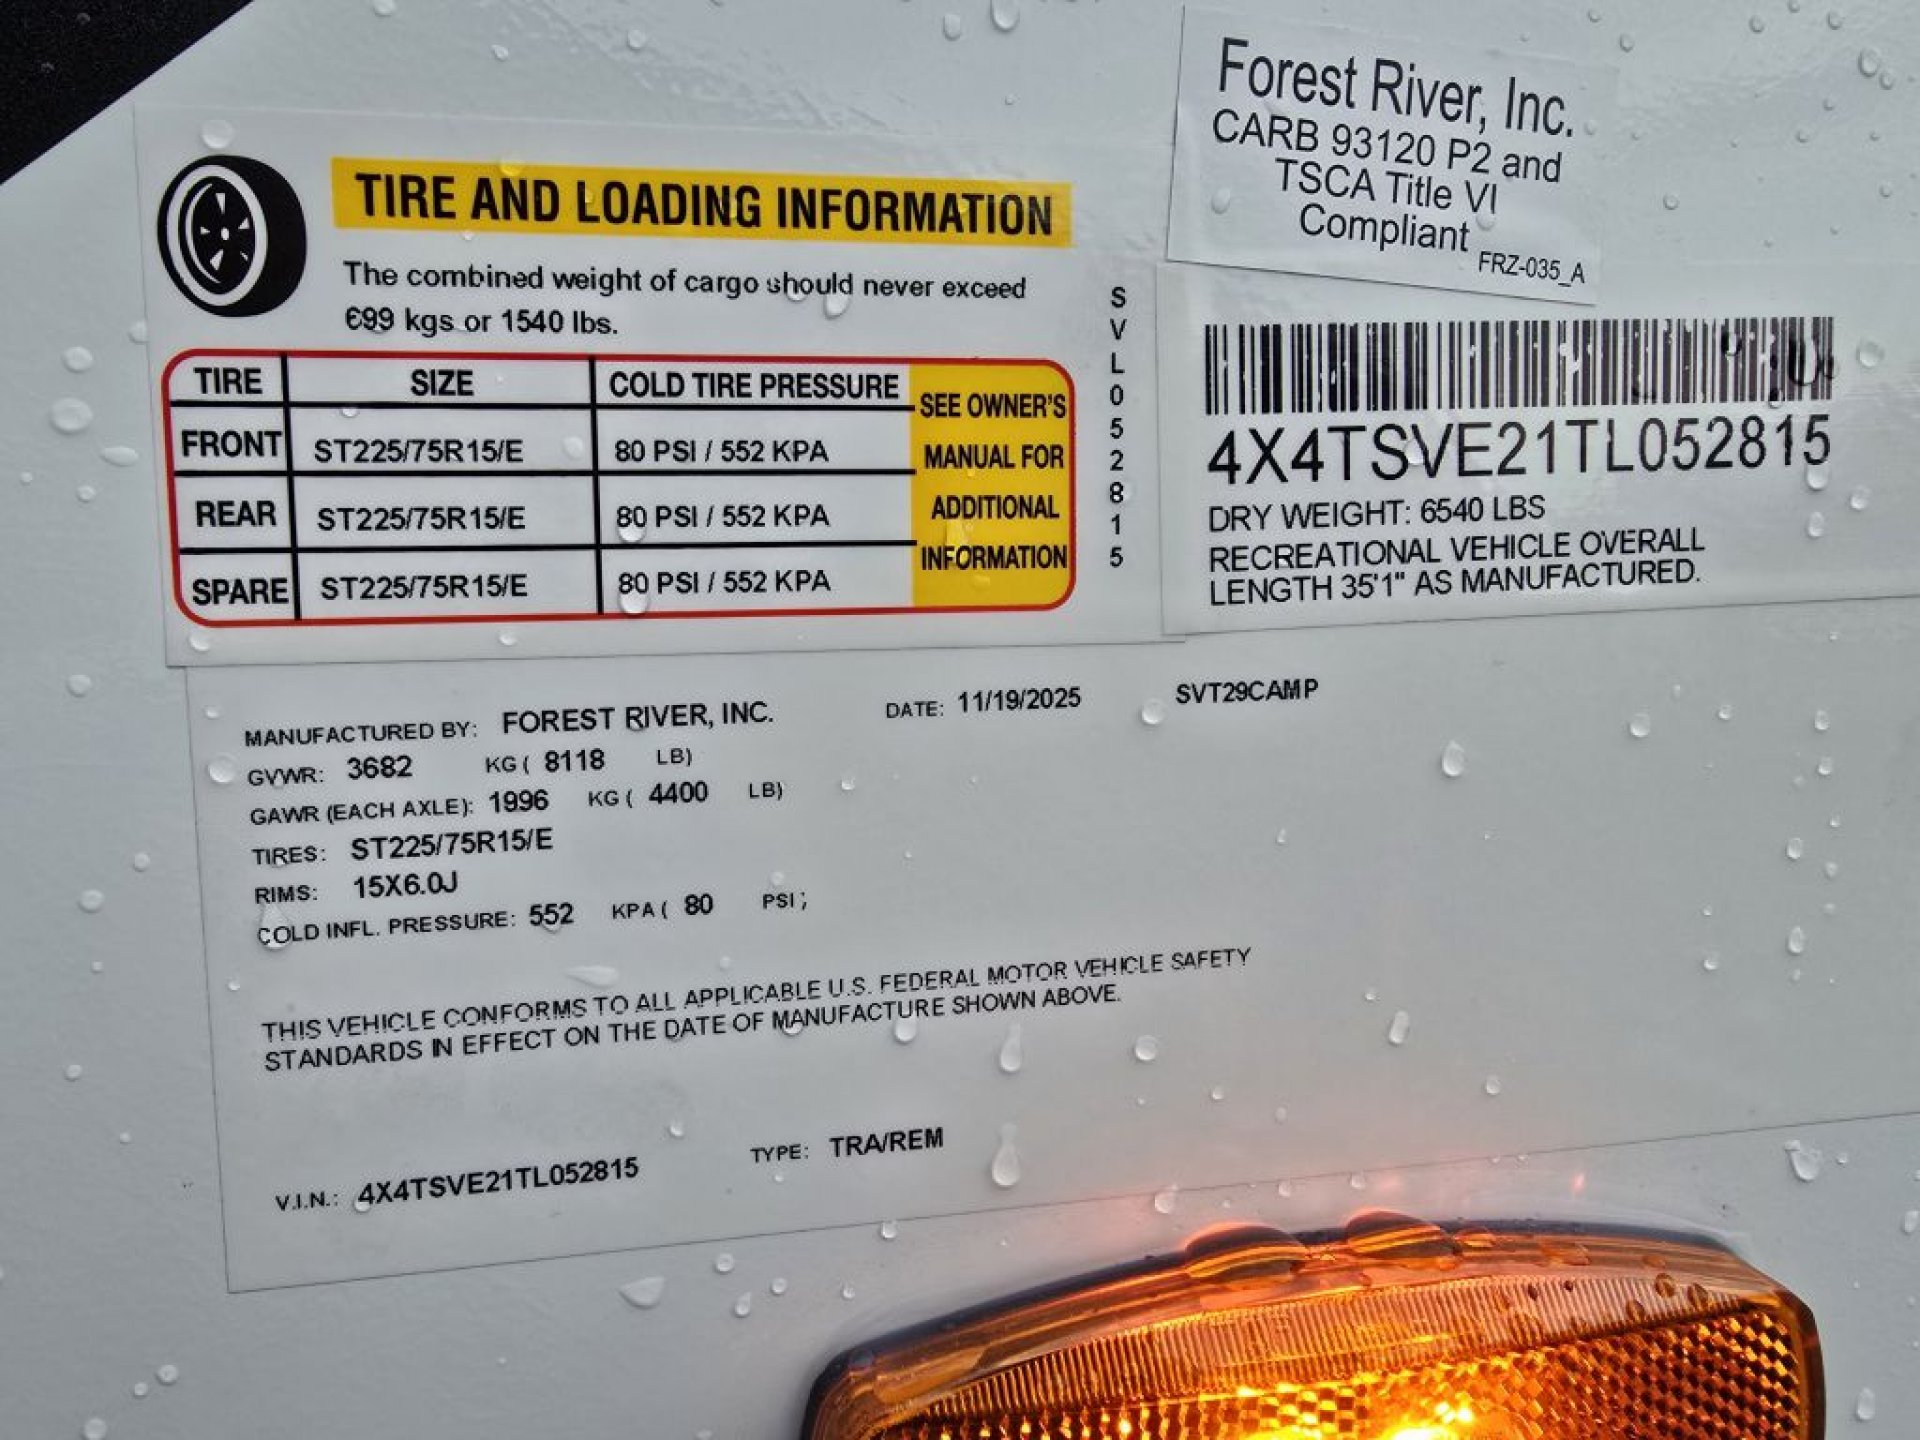 Forest River, Inc.
CARB 93120 P2 and
TSCA Title VI
Compliant
FRZ-035_A
TIRE AND LOADING INFORMATION
The combined weight of cargo should never exceed
699 kgs or 1540 lbs.
TIRE SIZE COLD TIRE PRESSURE
FRONT ST225/75R15/E 80 PSI / 552 KPA
REAR ST225/75R15/E 80 PSI / 552 KPA
SPARE ST225/75R15/E 80 PSI / 552 KPA
SEE OWNER'S
MANUAL FOR
ADDITIONAL
INFORMATION
SVL052815
4X4TSVE21TL052815
DRY WEIGHT: 6540 LBS
RECREATIONAL VEHICLE OVERALL
LENGTH 35'1" AS MANUFACTURED.
MANUFACTURED BY: FOREST RIVER, INC. DATE: 11/19/2025 SVT29CAMP
GVWR: 3682 KG ( 8118 LB)
GAWR (EACH AXLE): 1996 KG ( 4400 LB)
TIRES: ST225/75R15/E
RIMS: 15X6.0J
COLD INFL. PRESSURE: 552 KPA ( 80 PSI;
THIS VEHICLE CONFORMS TO ALL APPLICABLE U.S. FEDERAL MOTOR VEHICLE SAFETY
STANDARDS IN EFFECT ON THE DATE OF MANUFACTURE SHOWN ABOVE.
V.I.N.: 4X4TSVE21TL052815 TYPE: TRA/REM